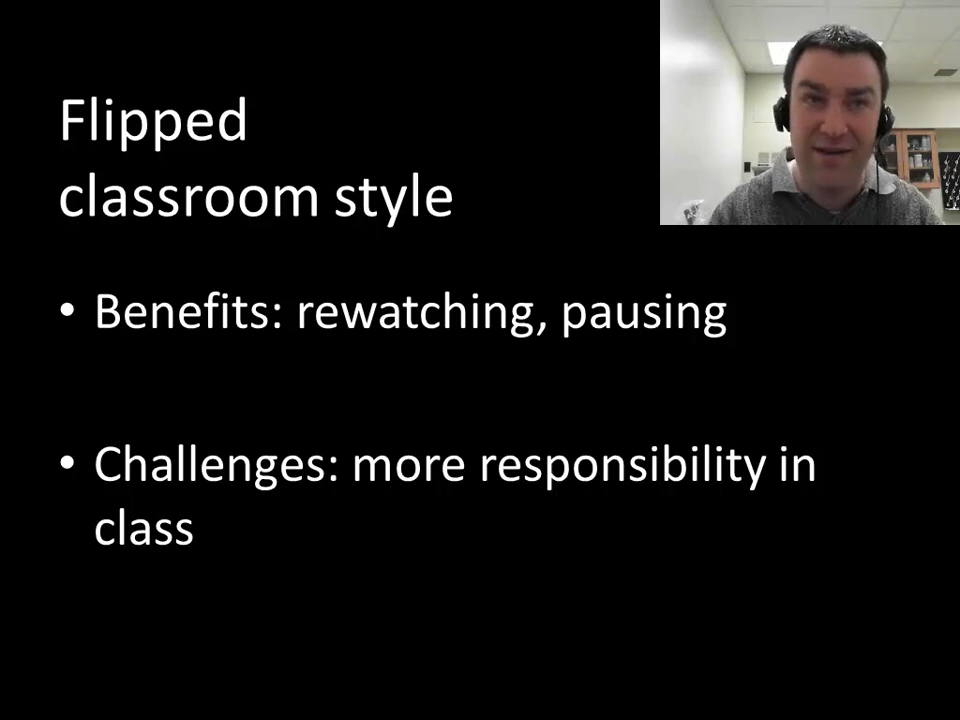 Flipped
classroom style
• Benefits: rewatching, pausing
• Challenges: more responsibility in
class